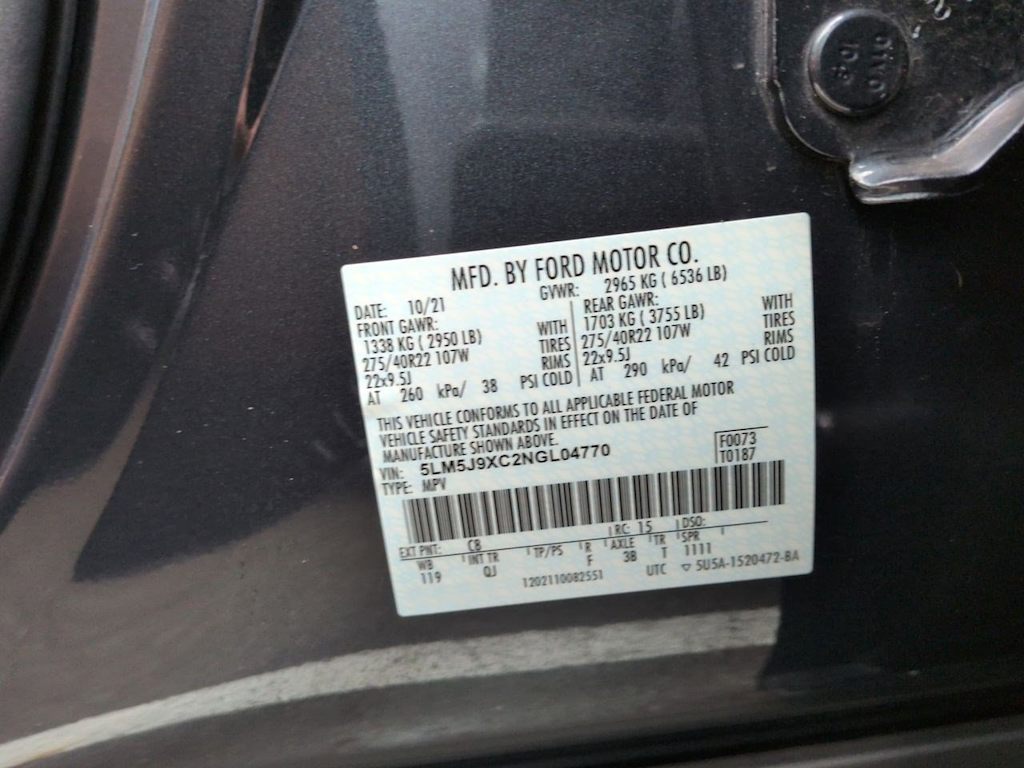 MFD. BY FORD MOTOR CO.
DATE: 10/21 GVWR: 2965 KG ( 6536 LB)
FRONT GAWR: REAR GAWR:
1338 KG ( 2950 LB) WITH 1703 KG ( 3755 LB) WITH
275/40R22 107W TIRES 275/40R22 107W TIRES
22x9.5J RIMS 22x9.5J RIMS
AT 260 kPa/ 38 PSI COLD AT 290 kPa/ 42 PSI COLD
THIS VEHICLE CONFORMS TO ALL APPLICABLE FEDERAL MOTOR
VEHICLE SAFETY STANDARDS IN EFFECT ON THE DATE OF
MANUFACTURE SHOWN ABOVE.
VIN: 5LM5J9XC2NGL04770 F0073
TYPE: MPV T0187
EXT PNT: CB RC: 15 DSO:
WB INT TR TP/PS R AXLE TR SPR
119 QJ F 3B T 1111
1202110082551 UTC ▽ 5U5A-1520472-BA